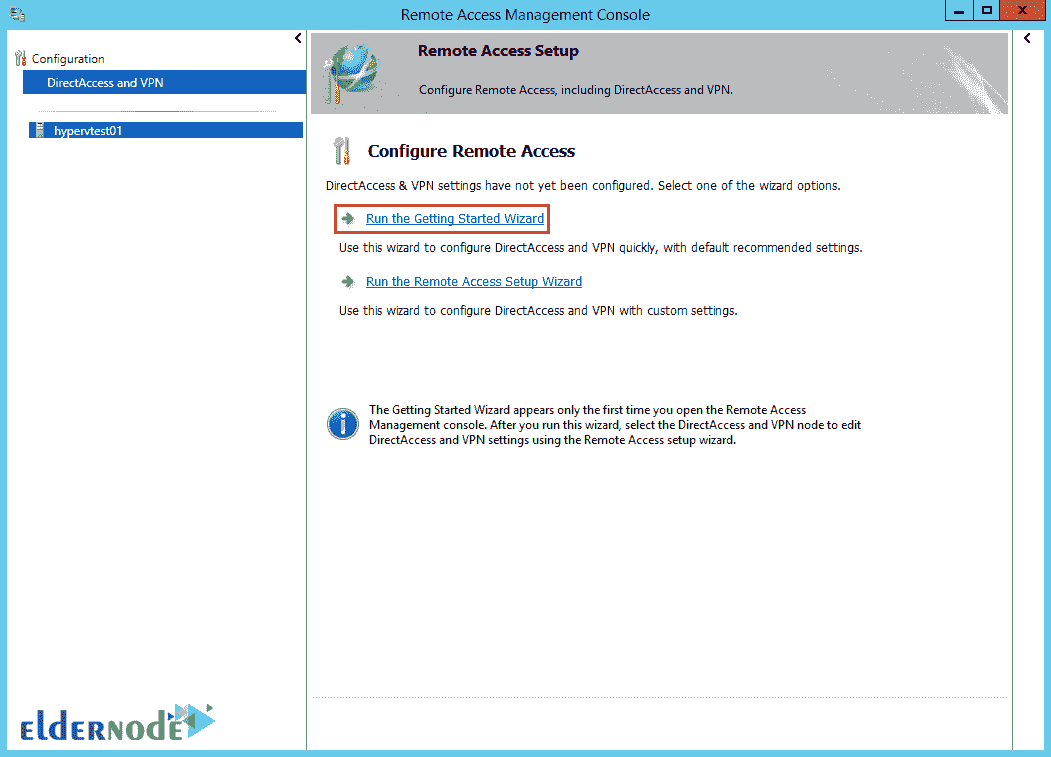 Remote Access Management Console
Configuration
DirectAccess and VPN
hypervtest01
Remote Access Setup
Configure Remote Access, including DirectAccess and VPN.
Configure Remote Access
DirectAccess & VPN settings have not yet been configured. Select one of the wizard options.
Run the Getting Started Wizard
Use this wizard to configure DirectAccess and VPN quickly, with default recommended settings.
Run the Remote Access Setup Wizard
Use this wizard to configure DirectAccess and VPN with custom settings.
The Getting Started Wizard appears only the first time you open the Remote Access
Management console. After you run this wizard, select the DirectAccess and VPN node to edit
DirectAccess and VPN settings using the Remote Access setup wizard.
eldernode